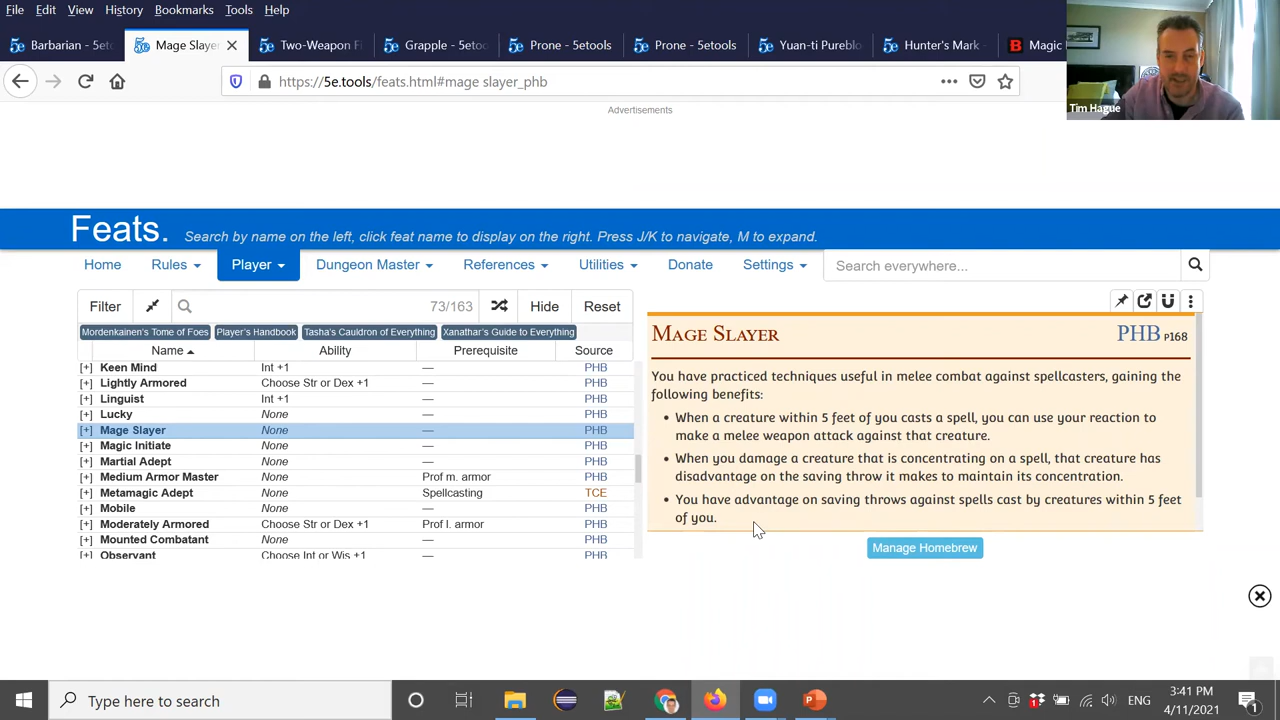 File Edit View History Bookmarks Tools Help
Barbarian - 5eto
Mage Slayer
Two-Weapon Fi
Grapple - 5etoo
Prone - 5etools
Prone - 5etools
Yuan-ti Pureblo
Hunter's Mark -
Magic
https://5e.tools/feats.html#mage slayer_phb
Tim Hague
Advertisements
Feats. Search by name on the left, click feat name to display on the right. Press J/K to navigate, M to expand.
Home Rules Player Dungeon Master References Utilities Donate Settings Search everywhere...
Filter 73/163 Hide Reset
Mordenkainen's Tome of Foes Player's Handbook Tasha's Cauldron of Everything Xanathar's Guide to Everything
Name Ability Prerequisite Source
[+] Keen Mind Int +1 — PHB
[+] Lightly Armored Choose Str or Dex +1 — PHB
[+] Linguist Int +1 — PHB
[+] Lucky None — PHB
[+] Mage Slayer None — PHB
[+] Magic Initiate None — PHB
[+] Martial Adept None — PHB
[+] Medium Armor Master None Prof m. armor PHB
[+] Metamagic Adept None Spellcasting TCE
[+] Mobile None — PHB
[+] Moderately Armored Choose Str or Dex +1 Prof l. armor PHB
[+] Mounted Combatant None — PHB
[+] Observant Choose Int or Wis +1 — PHB
Mage Slayer PHB p168
You have practiced techniques useful in melee combat against spellcasters, gaining the
following benefits:
• When a creature within 5 feet of you casts a spell, you can use your reaction to
make a melee weapon attack against that creature.
• When you damage a creature that is concentrating on a spell, that creature has
disadvantage on the saving throw it makes to maintain its concentration.
• You have advantage on saving throws against spells cast by creatures within 5 feet
of you.
Manage Homebrew
Type here to search
ENG
3:41 PM
4/11/2021
1